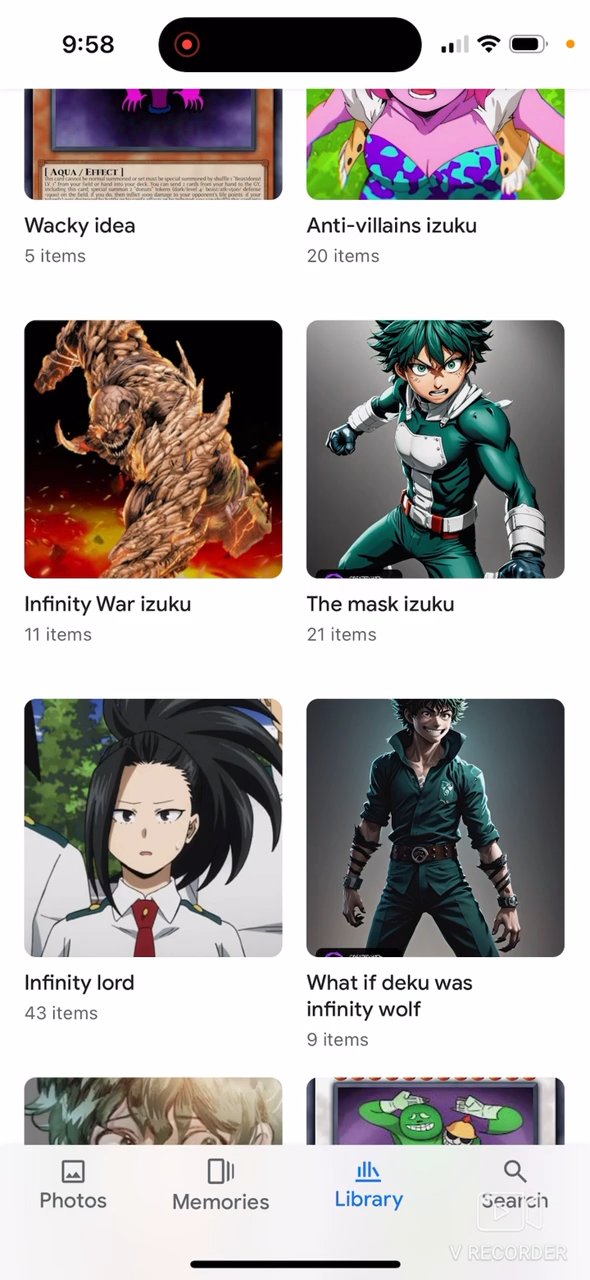 9:58
[ AQUA / EFFECT ]
Wacky idea
5 items
Anti-villains izuku
20 items
Infinity War izuku
11 items
The mask izuku
21 items
Infinity lord
43 items
What if deku was
infinity wolf
9 items
Photos
Memories
Library
Search
V RECORDER